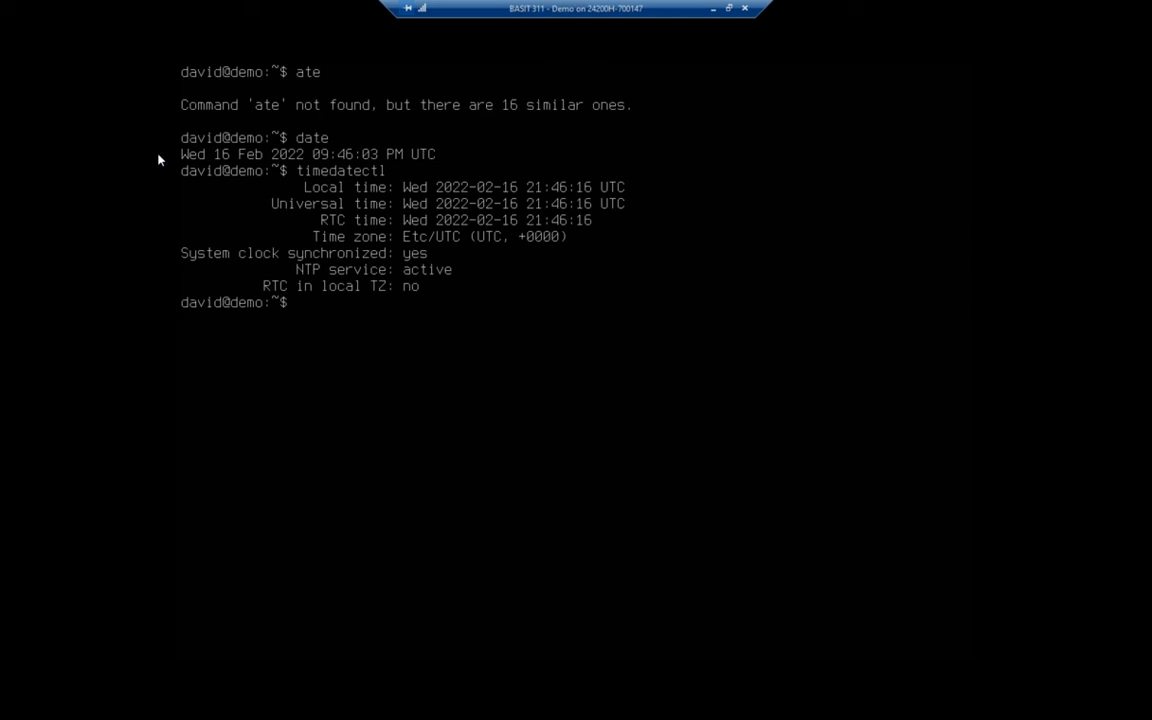 BASIT 311 - Demo on 24200H-700147
david@demo:~$ ate
Command 'ate' not found, but there are 16 similar ones.
david@demo:~$ date
Wed 16 Feb 2022 09:46:03 PM UTC
david@demo:~$ timedatectl
Local time: Wed 2022-02-16 21:46:16 UTC
Universal time: Wed 2022-02-16 21:46:16 UTC
RTC time: Wed 2022-02-16 21:46:16
Time zone: Etc/UTC (UTC, +0000)
System clock synchronized: yes
NTP service: active
RTC in local TZ: no
david@demo:~$